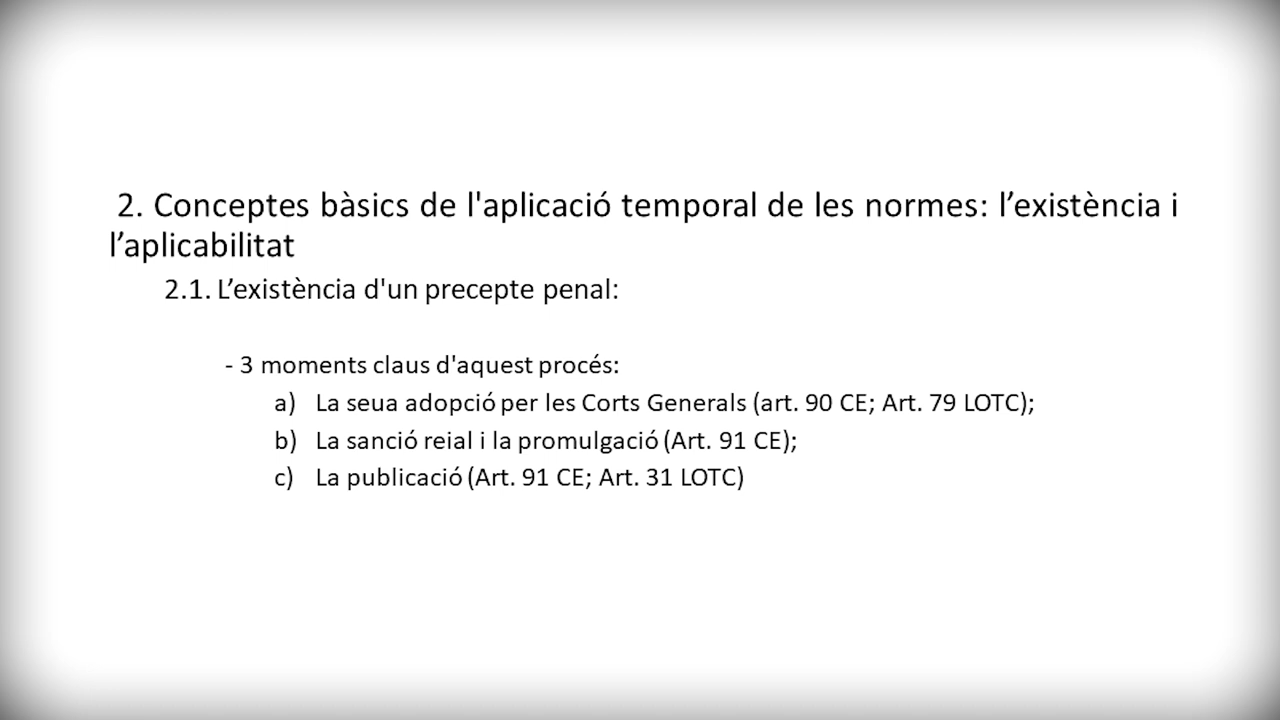 2. Conceptes bàsics de l'aplicació temporal de les normes: l’existència i
l’aplicabilitat
2.1. L’existència d'un precepte penal:
- 3 moments claus d'aquest procés:
a) La seua adopció per les Corts Generals (art. 90 CE; Art. 79 LOTC);
b) La sanció reial i la promulgació (Art. 91 CE);
c) La publicació (Art. 91 CE; Art. 31 LOTC)